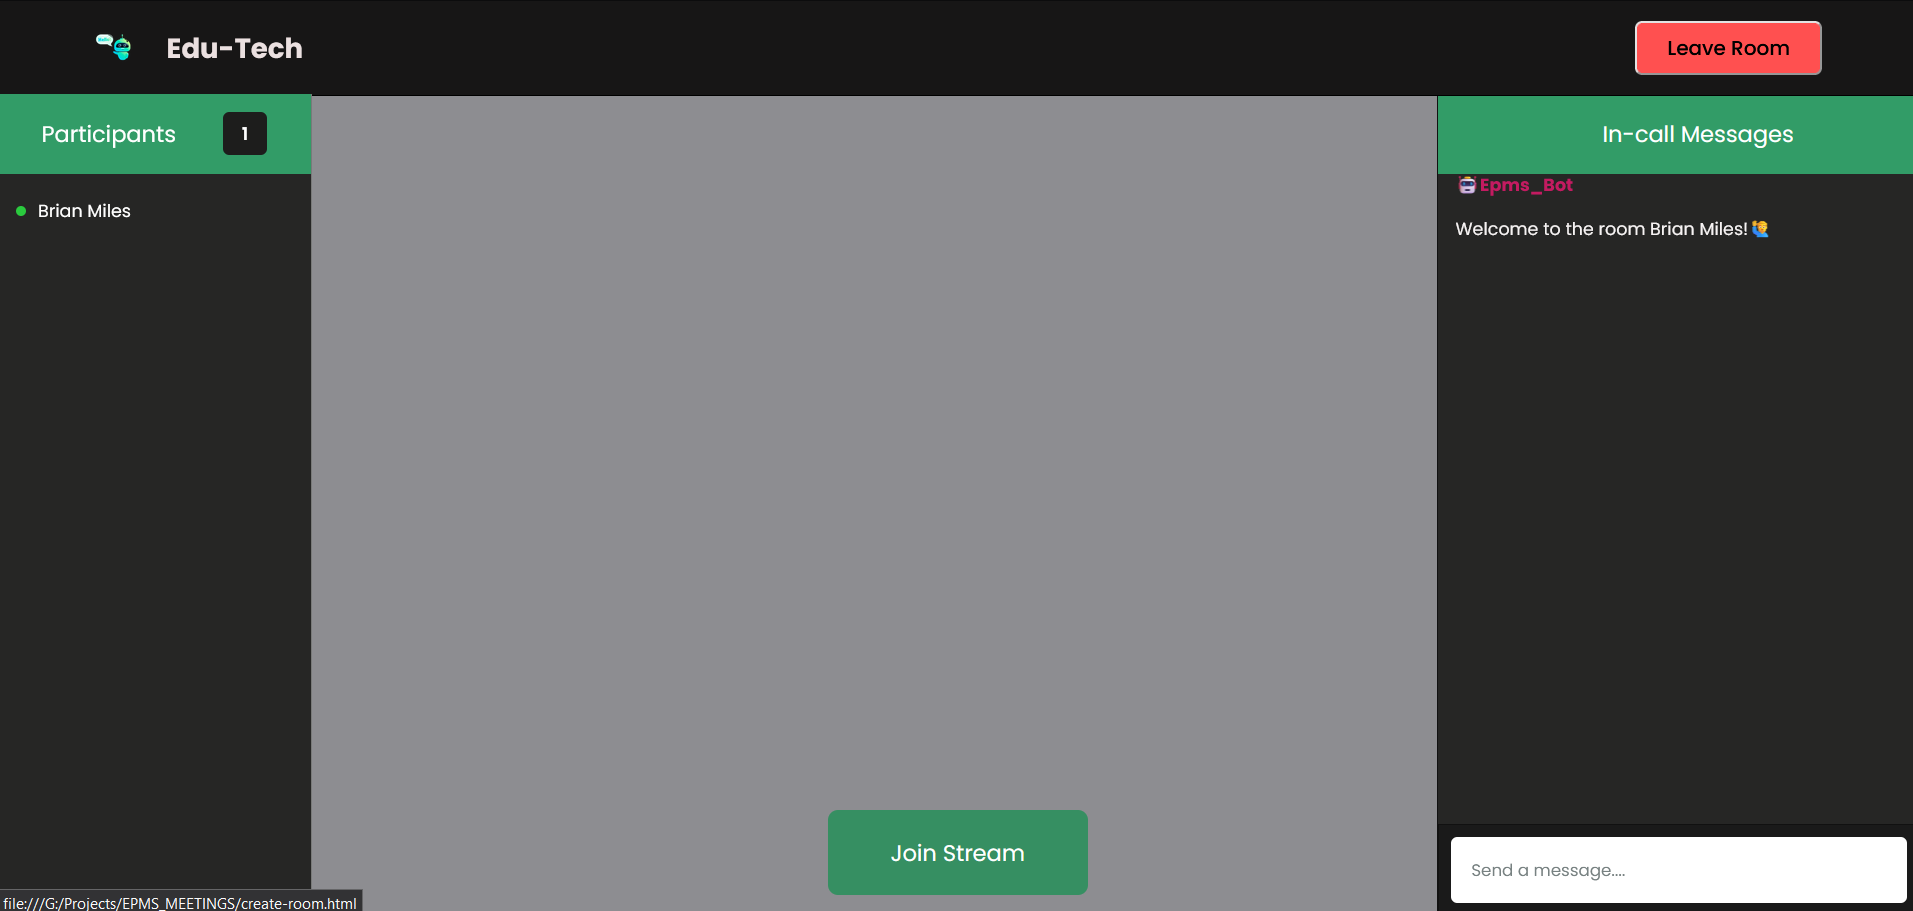 Edu-Tech
Leave Room
Participants 1
In-call Messages
Brian Miles
Epms_Bot
Welcome to the room Brian Miles!🙋‍♂️
Join Stream
Send a message....
file:///G:/Projects/EPMS_MEETINGS/create-room.html